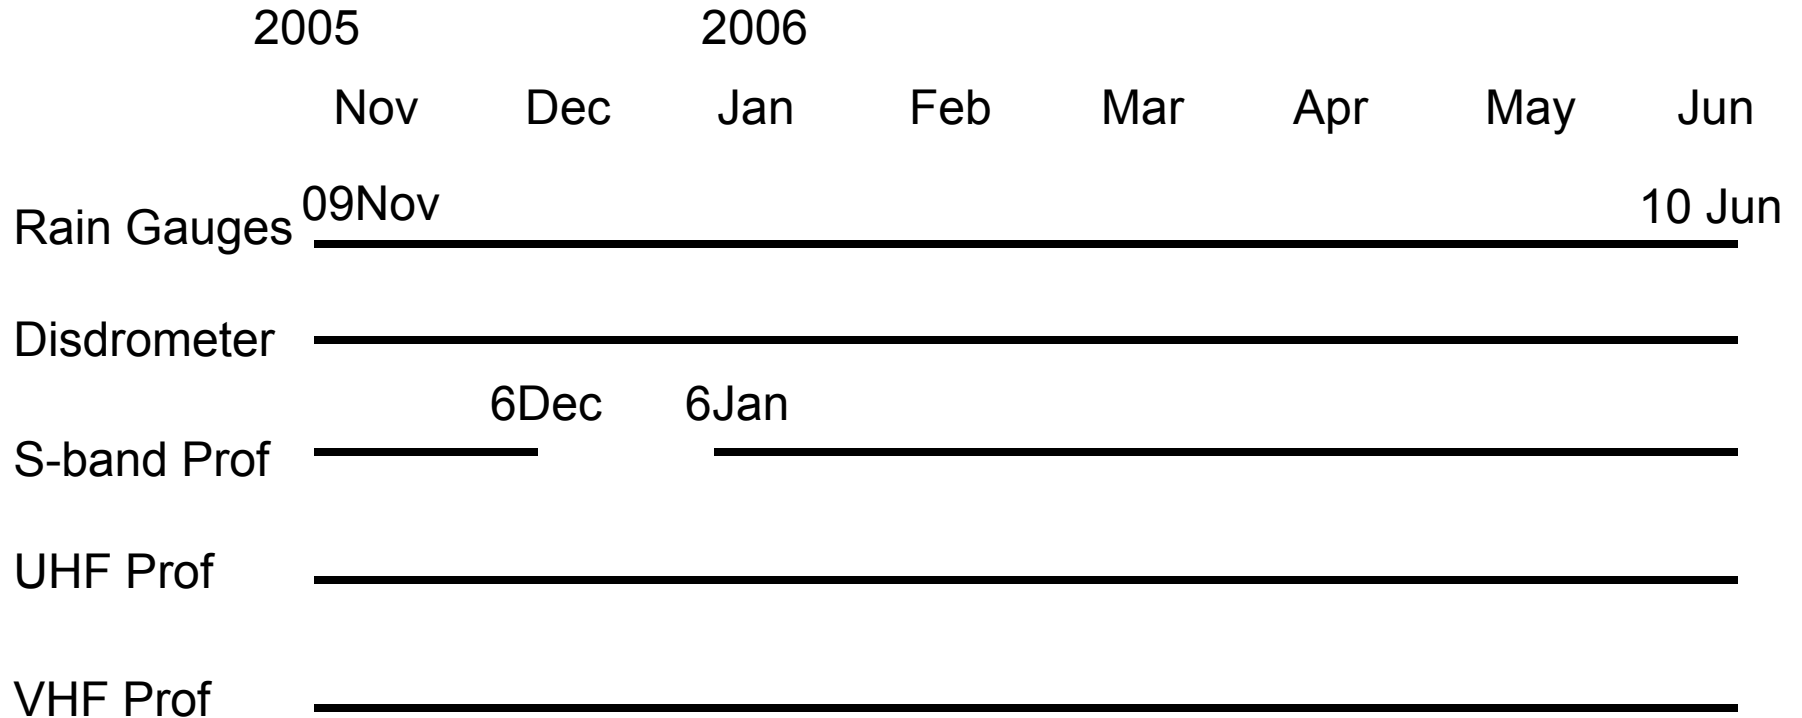 2005 2006
Nov Dec Jan Feb Mar Apr May Jun
Rain Gauges 09Nov 10 Jun
Disdrometer
6Dec 6Jan
S-band Prof
UHF Prof
VHF Prof